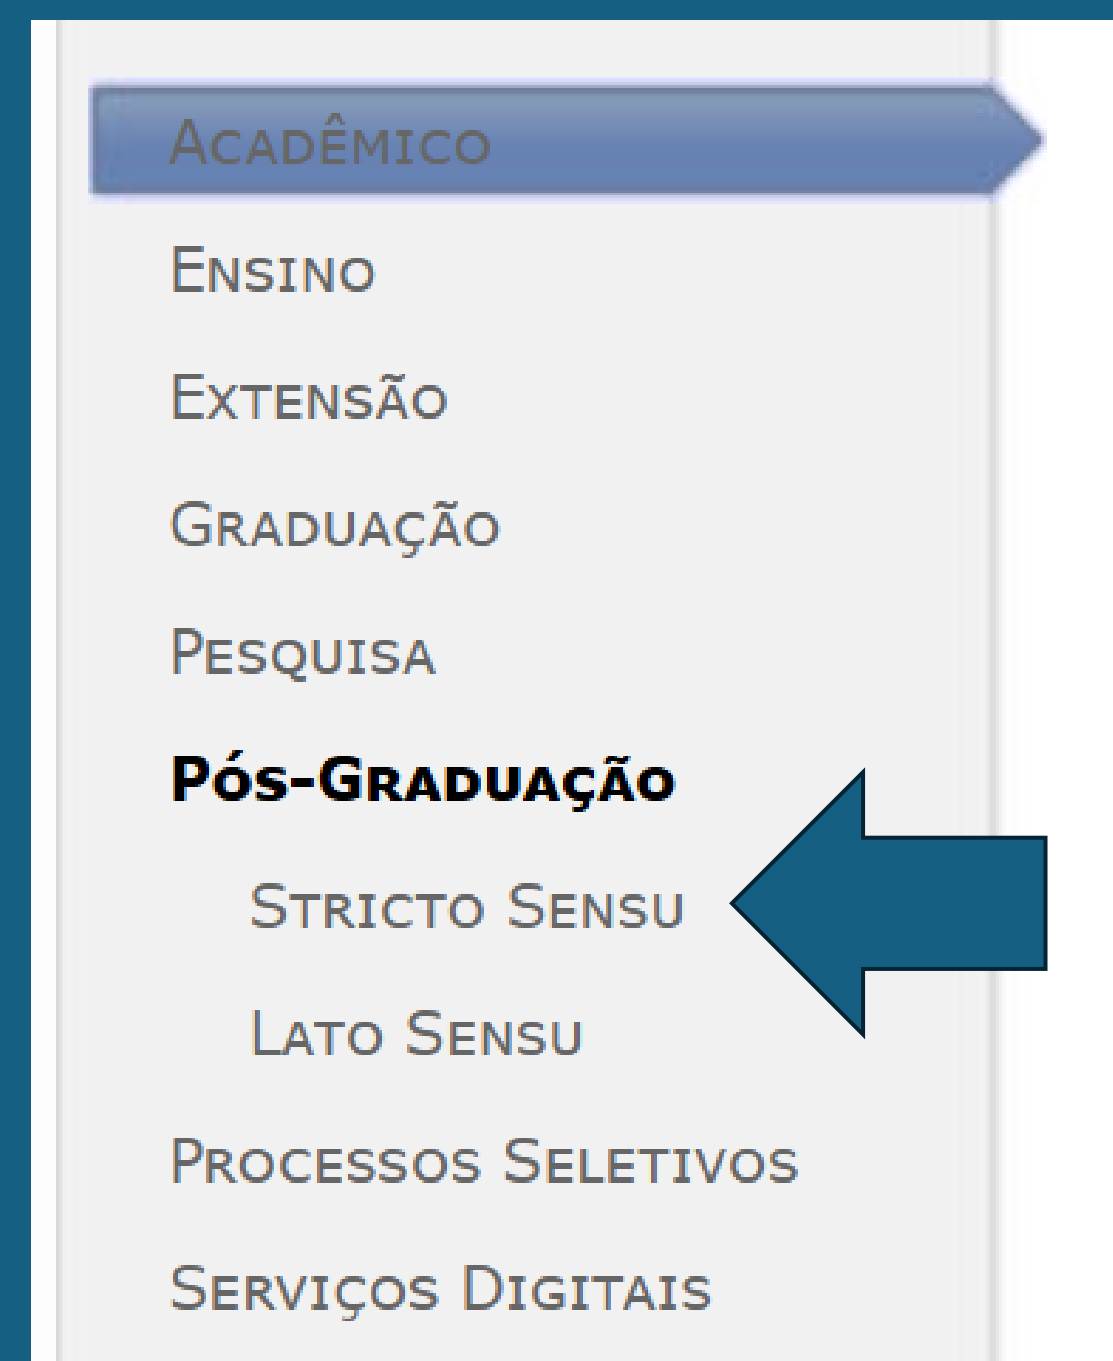 Acadêmico
Ensino
Extensão
Graduação
Pesquisa
Pós-Graduação
Stricto Sensu
Lato Sensu
Processos Seletivos
Serviços Digitais